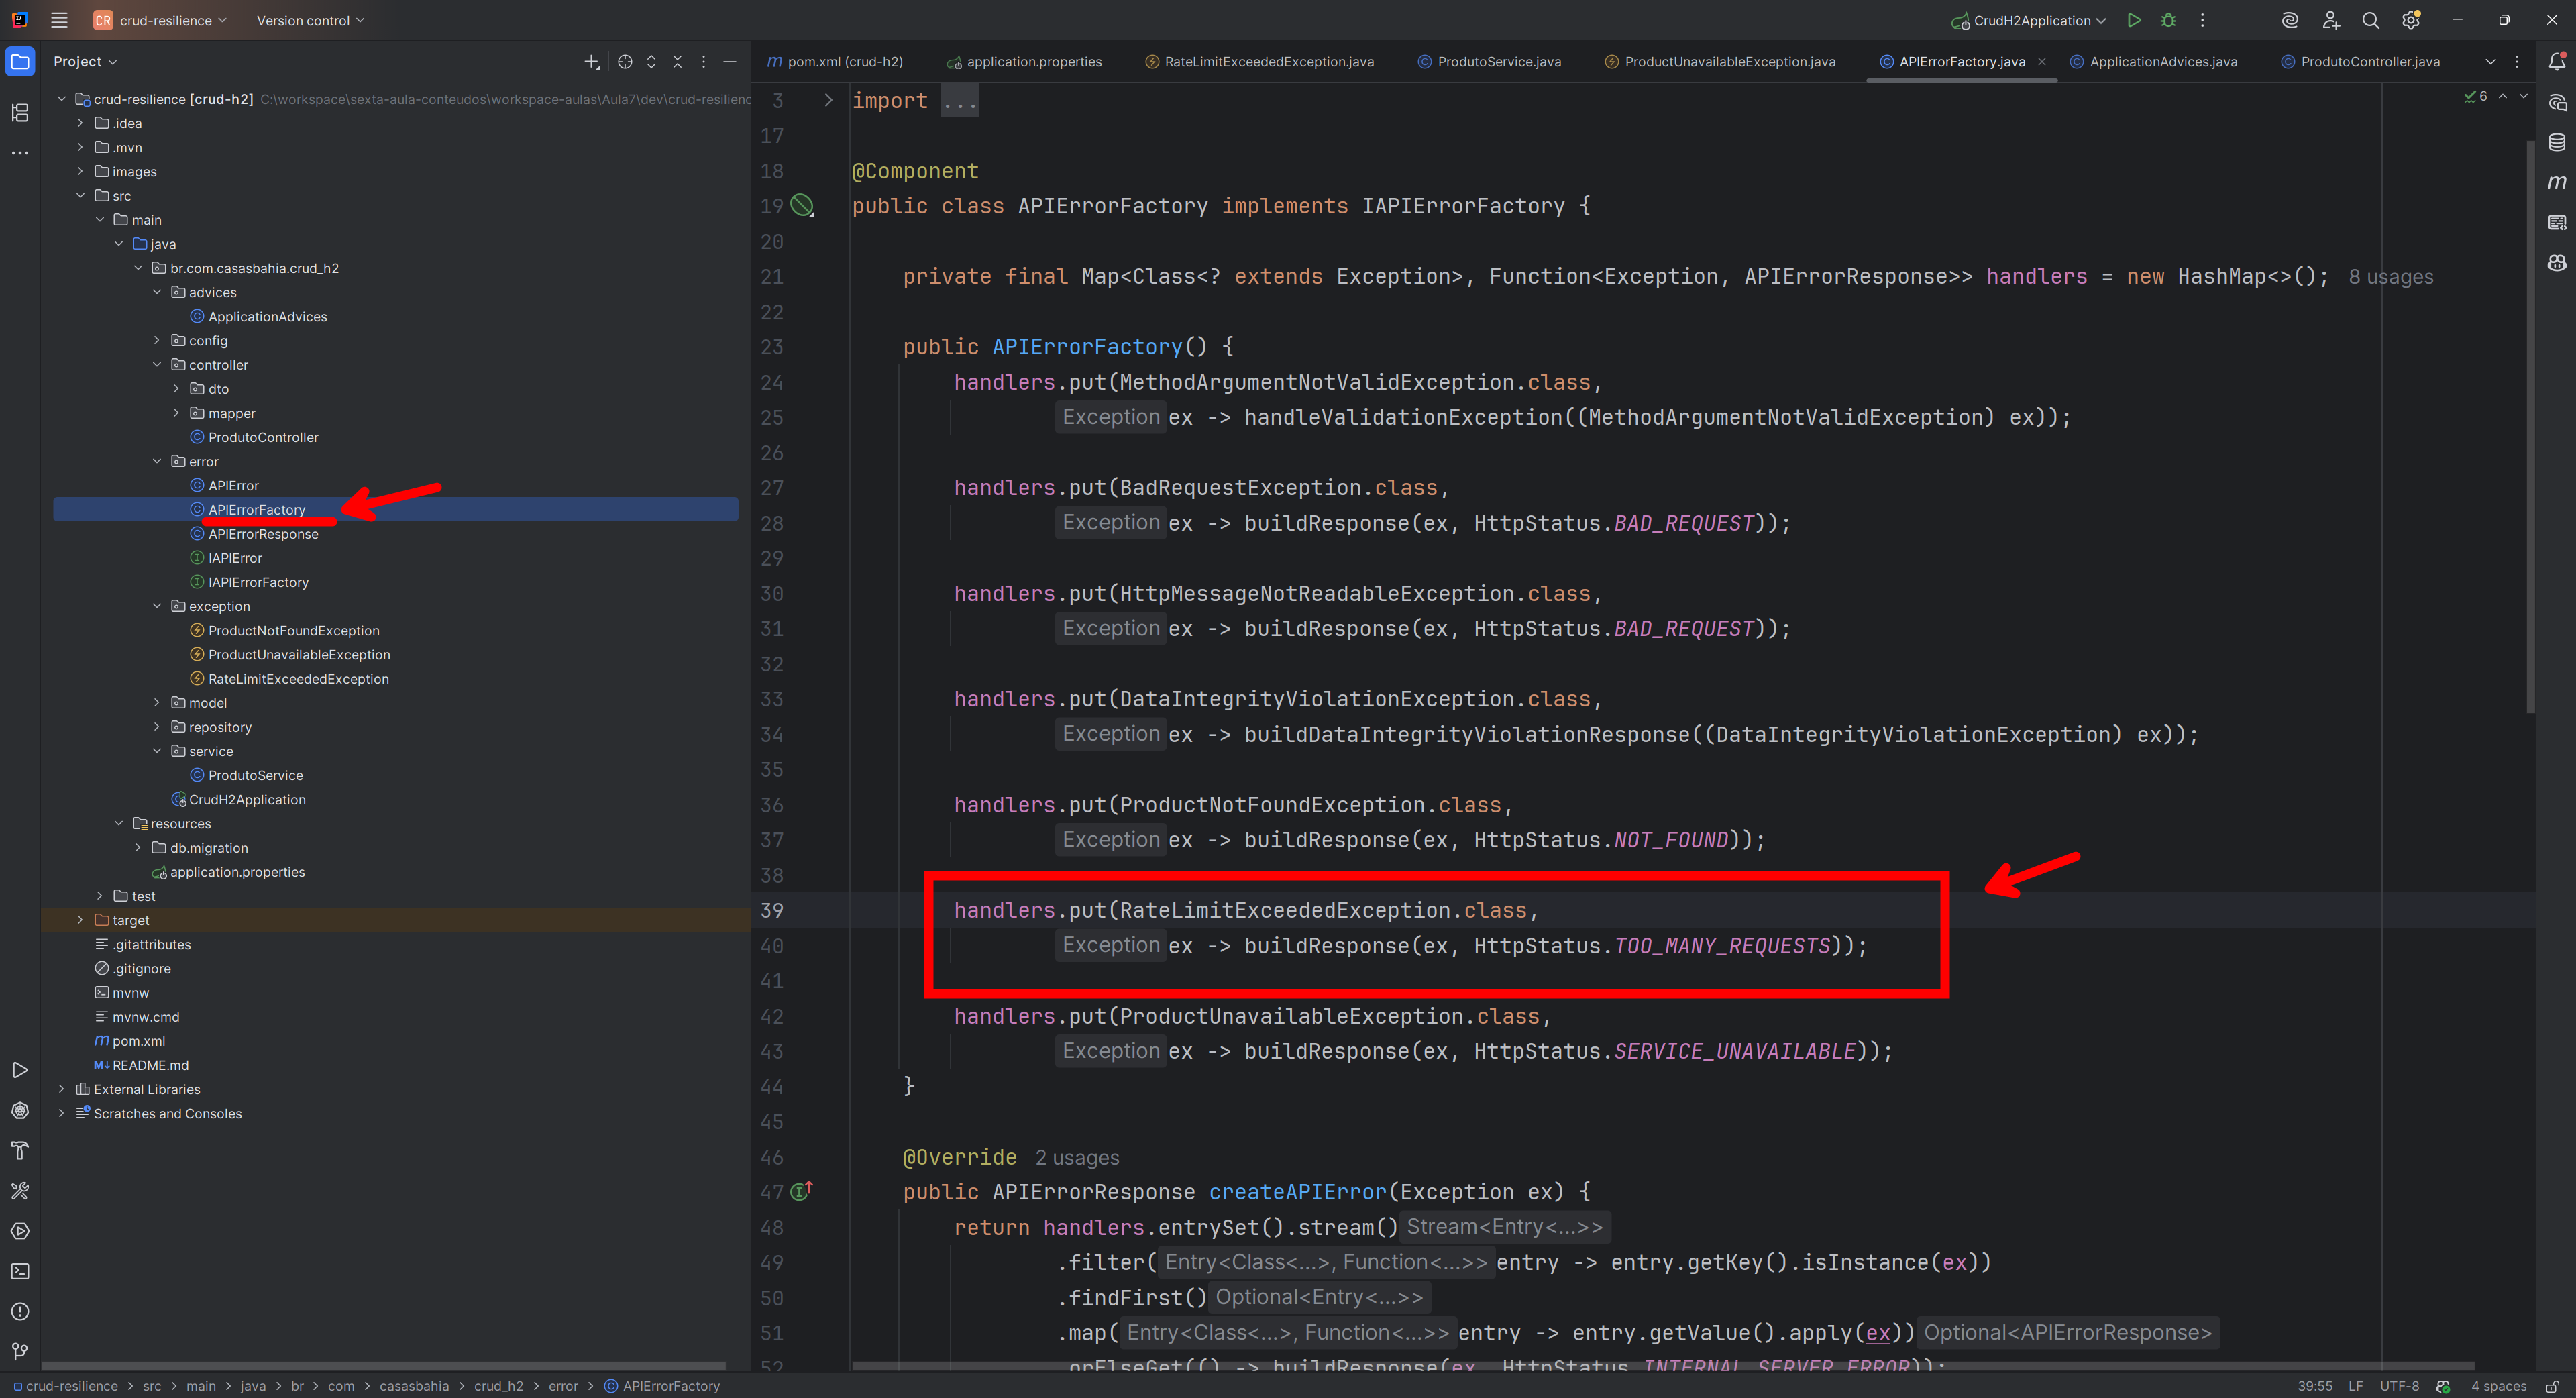 CR crud-resilience Version control CrudH2Application
Project
pom.xml (crud-h2) application.properties RateLimitExceededException.java ProdutoService.java ProductUnavailableException.java APIErrorFactory.java ApplicationAdvices.java ProdutoController.java
crud-resilience [crud-h2] C:\workspace\sexta-aula-conteudos\workspace-aulas\Aula7\dev\crud-resilienc
.idea
.mvn
images
src
main
java
br.com.casasbahia.crud_h2
advices
ApplicationAdvices
config
controller
dto
mapper
ProdutoController
error
APIError
APIErrorFactory
APIErrorResponse
IAPIError
IAPIErrorFactory
exception
ProductNotFoundException
ProductUnavailableException
RateLimitExceededException
model
repository
service
ProdutoService
CrudH2Application
resources
db.migration
application.properties
test
target
.gitattributes
.gitignore
mvnw
mvnw.cmd
pom.xml
README.md
External Libraries
Scratches and Consoles
6
3 import ...
17
18 @Component
19 public class APIErrorFactory implements IAPIErrorFactory {
20
21 private final Map<Class<? extends Exception>, Function<Exception, APIErrorResponse>> handlers = new HashMap<>(); 8 usages
22
23 public APIErrorFactory() {
24 handlers.put(MethodArgumentNotValidException.class,
25 Exception ex -> handleValidationException((MethodArgumentNotValidException) ex));
26
27 handlers.put(BadRequestException.class,
28 Exception ex -> buildResponse(ex, HttpStatus.BAD_REQUEST));
29
30 handlers.put(HttpMessageNotReadableException.class,
31 Exception ex -> buildResponse(ex, HttpStatus.BAD_REQUEST));
32
33 handlers.put(DataIntegrityViolationException.class,
34 Exception ex -> buildDataIntegrityViolationResponse((DataIntegrityViolationException) ex));
35
36 handlers.put(ProductNotFoundException.class,
37 Exception ex -> buildResponse(ex, HttpStatus.NOT_FOUND));
38
39 handlers.put(RateLimitExceededException.class,
40 Exception ex -> buildResponse(ex, HttpStatus.TOO_MANY_REQUESTS));
41
42 handlers.put(ProductUnavailableException.class,
43 Exception ex -> buildResponse(ex, HttpStatus.SERVICE_UNAVAILABLE));
44 }
45
46 @Override 2 usages
47 public APIErrorResponse createAPIError(Exception ex) {
48 return handlers.entrySet().stream() Stream<Entry<...>>
49 .filter( Entry<Class<...>, Function<...>> entry -> entry.getKey().isInstance(ex))
50 .findFirst() Optional<Entry<...>>
51 .map( Entry<Class<...>, Function<...>> entry -> entry.getValue().apply(ex)) Optional<APIErrorResponse>
52 .orElseGet(() -> buildResponse(ex, HttpStatus.INTERNAL_SERVER_ERROR));
crud-resilience > src > main > java > br > com > casasbahia > crud_h2 > error > APIErrorFactory 39:55 LF UTF-8 4 spaces